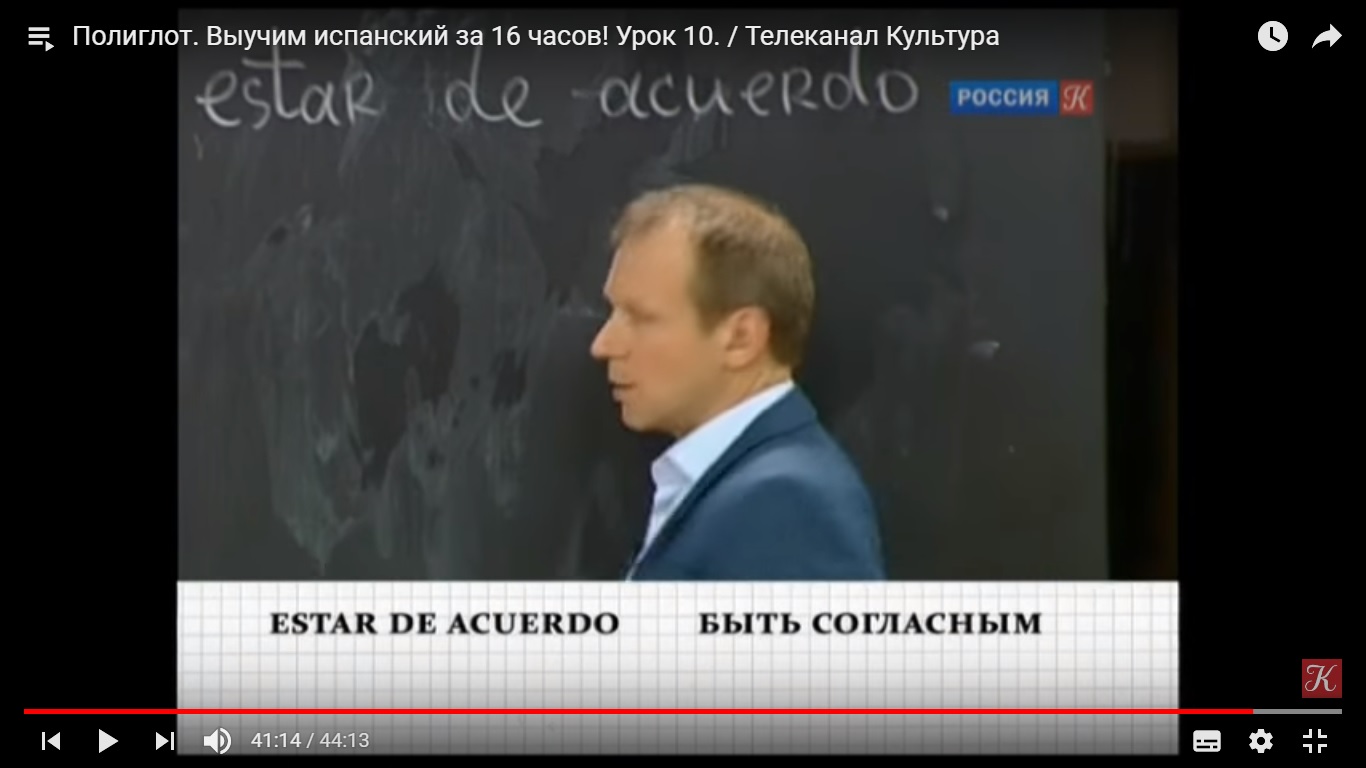 Полиглот. Выучим испанский за 16 часов! Урок 10. / Телеканал Культура
estar de acuerdo
РОССИЯ К
ESTAR DE ACUERDO БЫТЬ СОГЛАСНЫМ
К
41:14 / 44:13